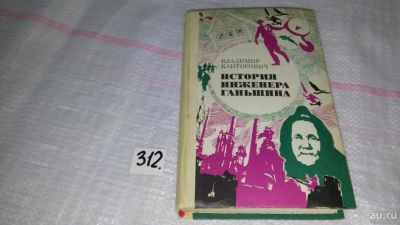 ВЛАДИМИР
КАНТОРОВИЧ
ИСТОРИЯ
ИНЖЕНЕРА
ГАНЬШИНА
312.
au.ru